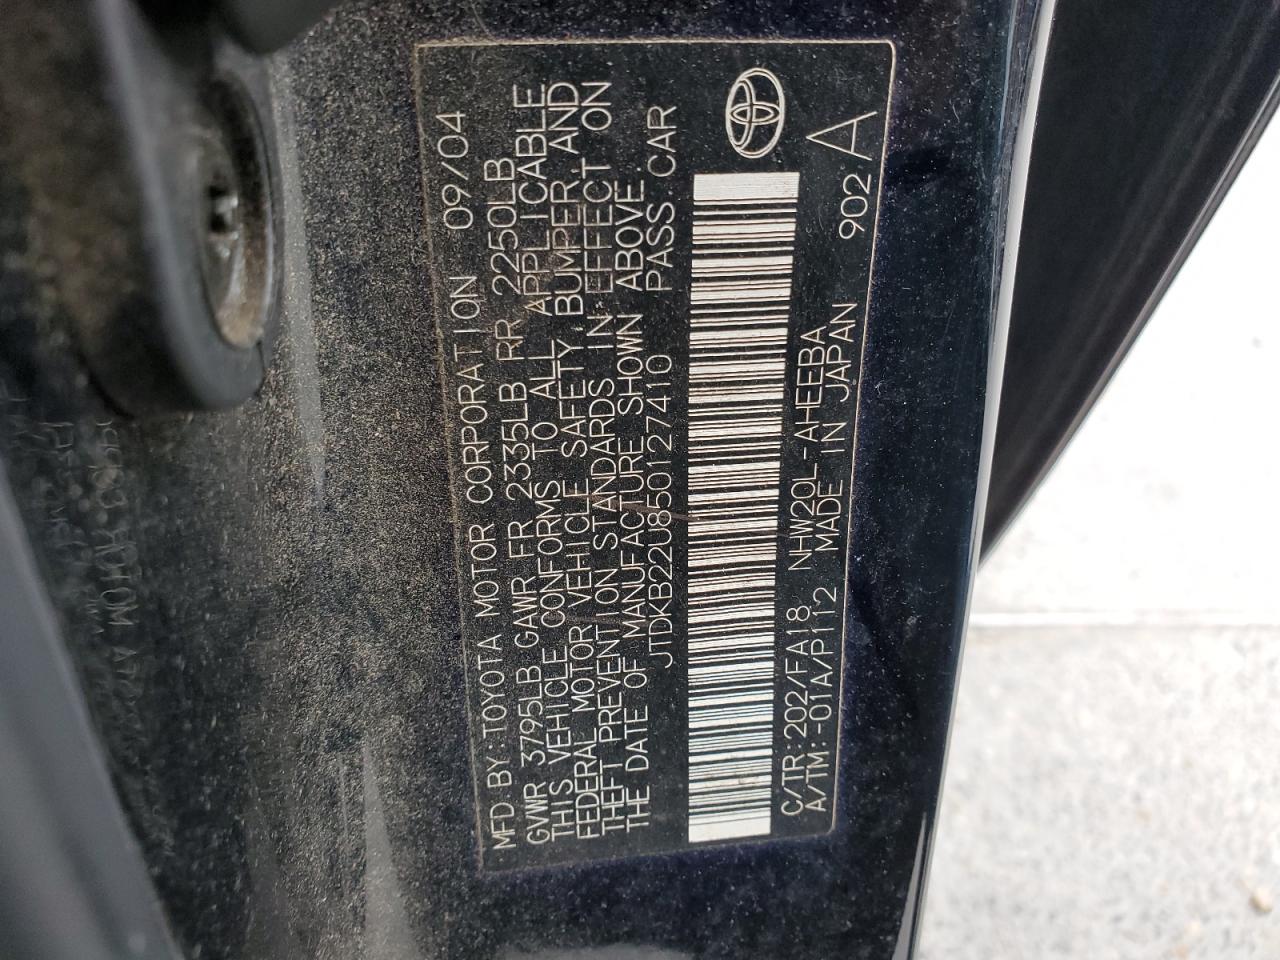 MFD BY:TOYOTA MOTOR CORPORATION 09/04
GVWR 3795LB GAWR FR 2335LB RR 2250LB
THIS VEHICLE CONFORMS TO ALL APPLICABLE
FEDERAL MOTOR VEHICLE SAFETY, BUMPER, AND
THEFT PREVENTION STANDARDS IN EFFECT ON
THE DATE OF MANUFACTURE SHOWN ABOVE.
JTDKB22U850127410 PASS. CAR
C/TR:202/FA18 NHW20L-AHEEBA
A/TM:-01A/P112 MADE IN JAPAN 902 A